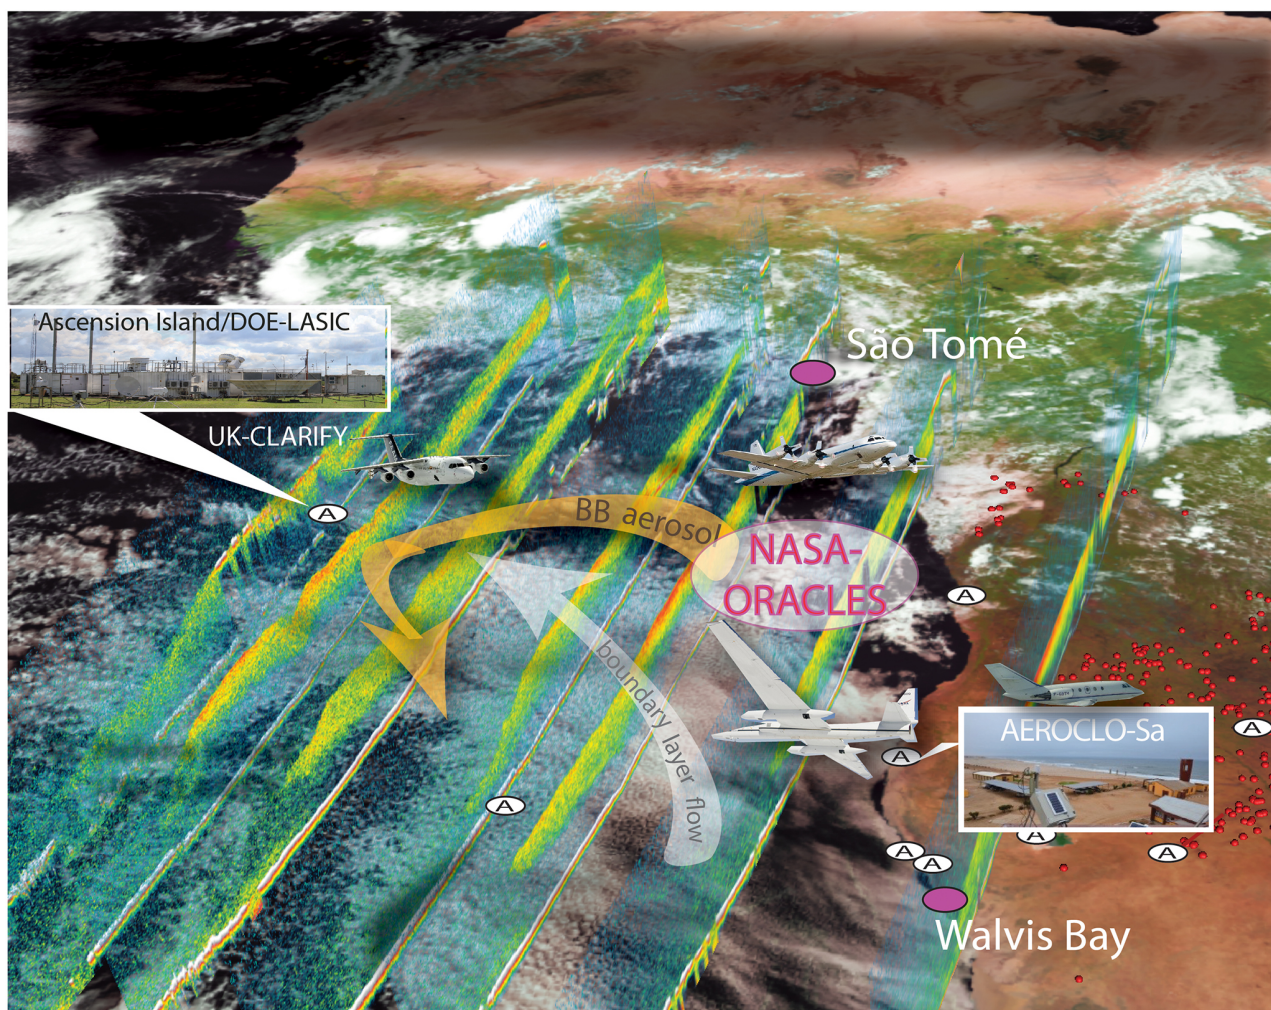 Ascension Island/DOE-LASIC
São Tomé
UK-CLARIFY
A
BB aerosol
NASA-
ORACLES
A
boundary layer flow
AEROCLO-Sa
A
A
A
A
A
A
A
A
Walvis Bay